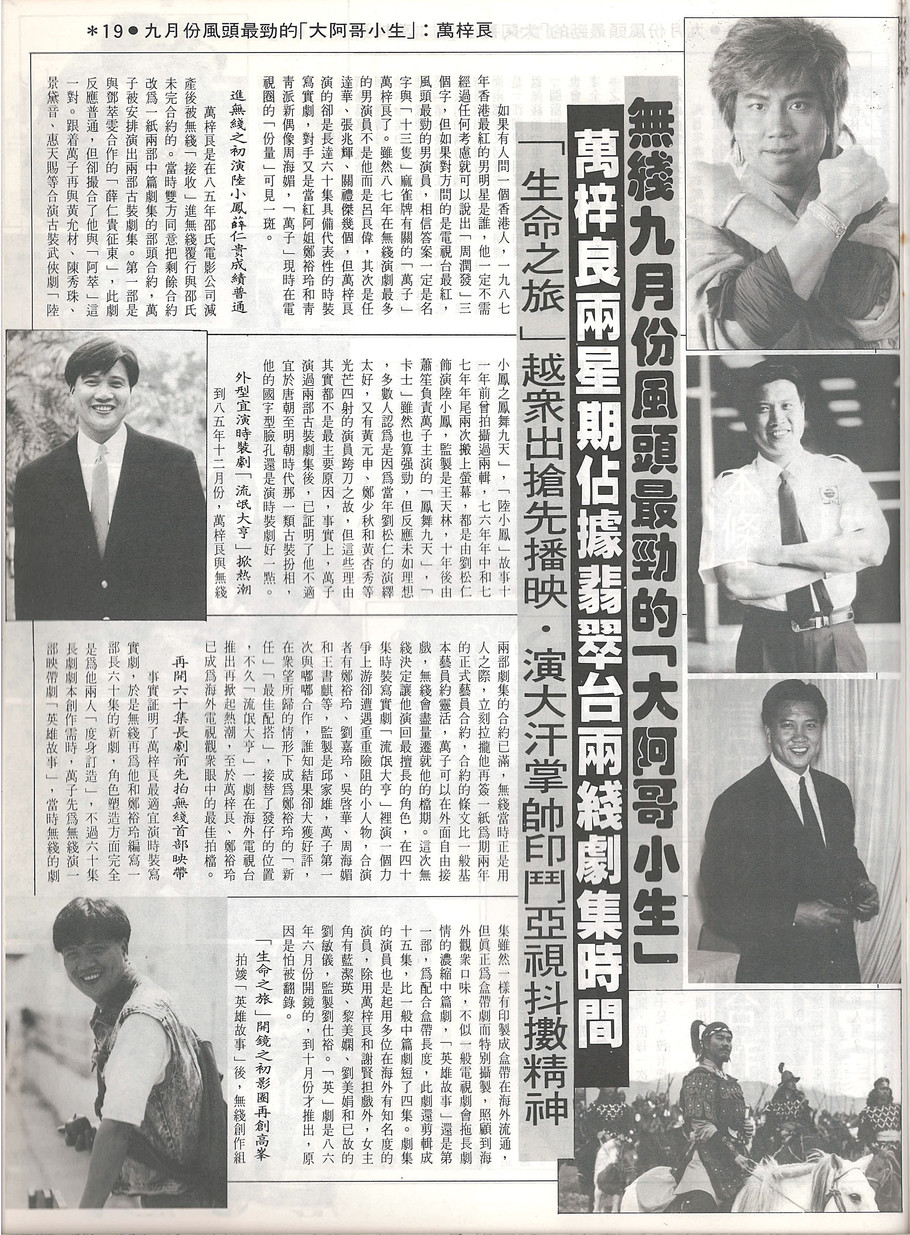 *19●九月份風頭最勁的「大阿哥小生」:萬梓良
無綫九月份風頭最勁的「大阿哥小生」
萬梓良兩星期佔據翡翠台兩綫劇集時間
「生命之旅」越衆出搶先播映・演大汗掌帥印鬥亞視抖擻精神
如果有人問一個香港人,一九八七
年香港最紅的男明星是誰,他一定不需
經過任何考慮就可以說出「周潤發」三
個字,但如果對方問的是電視台最紅,
風頭最勁的男演員,相信答案一定是名
字與「十三隻」麻雀牌有關的「萬子」
萬梓良了。雖然八七年在無綫演劇最多
的男演員不是他而是呂良偉,其次是任
達華、張兆輝、關禮傑幾個,但萬梓良
演的卻是長達六十集具備代表性的時裝
寫實劇,對手又是當紅阿姐鄭裕玲和靑
靑派新偶像周海媚,「萬子」現時在電
視圈的「份量」可見一斑。
進無綫之初演陸小鳳薛仁貴成績普通
萬梓良是在八五年邵氏電影公司減
產後被無綫「接收」進無綫覆行與邵氏
未完合約的。當時雙方同意把剩餘合約
改爲一紙兩部中篇劇集的部頭合約,萬
子被安排演出兩部古裝劇集。第一部是
與鄧萃雯合作的「薛仁貴征東」,此劇
反應普通,但卻撮合了他與「阿萃」這
一對。跟着萬子再與黃允材、陳秀珠、
景黛音、惠天賜等合演古裝武俠劇「陸
小鳳之鳳舞九天」,「陸小鳳」故事十
一年前曾拍攝過兩輯,七六年年中和七
七年年尾兩次搬上螢幕,都是由劉松仁
飾演陸小鳳,監製是王天林,十年後由
蕭笙負責萬子主演的「鳳舞九天」,「
卡士」雖然也算强勁,但反應未如理想
,多數人認爲是因爲當年劉松仁的演繹
太好,又有黃元申、鄭少秋和黃杏秀等
光芒四射的演員跨刀之故,但這些理由
其實都不是最主要原因,事實上,萬子
演過兩部古裝劇集後,已証明了他不適
宜於唐朝至明朝時代那一類古裝扮相,
他的國字型臉孔還是演時裝劇好一點。
外型宜演時裝劇「流氓大亨」掀熱潮
到八五年十二月份,萬梓良與無綫
兩部劇集的合約已滿,無綫當時正是用
人之際,立刻拉攏他再簽一紙爲期兩年
的正式藝員合約,合約的條文比一般基
本藝員約靈活,萬子可以在外面自由接
戲,無綫會盡量遷就他的檔期。這次無
綫決定讓他演回最擅長的角色,在四十
集時裝寫實劇「流氓大亨」裡演一個力
爭上游卻遭遇重重險阻的小人物,合演
者有鄭裕玲、劉嘉玲、吳啓華、周海媚
和王書麒等,監製是邱家雄,萬子第一
次與嘟嘟合作,誰知結果卻大獲好評,
在衆望所歸的情形下成爲鄭裕玲的「新
任」「最佳配搭」,接替了發仔的位置
,不久「流氓大亨」一劇在海外電視台
推出再掀起熱潮,至於萬梓良、鄭裕玲
已成爲海外電視觀衆眼中的最佳拍檔。
再開六十集長劇前先拍無綫首部映帶
事實証明了萬梓良最適宜演時裝寫
實劇,於是無綫再爲他和鄭裕玲編寫一
部長六十集的新劇,角色塑造方面完全
是爲他兩人「度身訂造」,不過六十集
長劇劇本創作需時,萬子先爲無綫演一
部映帶劇「英雄故事」,當時無綫的劇
集雖然一樣有印製成盒帶在海外流通,
但眞正爲盒帶劇而特別攝製,照顧到海
外觀衆口味,不似一般電視劇會拖長劇
情的濃縮中篇劇,「英雄故事」還是第
一部,爲配合盒帶長度,此劇還剪輯成
十五集,比一般中篇劇短了四集。劇集
的演員也是起用多位在海外有知名度的
演員,除用萬梓良和謝賢担戲外,女主
角有藍潔瑛、黎美嫻、劉美娟和已故的
劉敏儀,監製劉仕裕。「英」劇是八六
年六月份開鏡的,到十月份才推出,原
因是怕被翻錄。
「生命之旅」開鏡之初影圈再創高峯
拍竣「英雄故事」後,無綫創作組